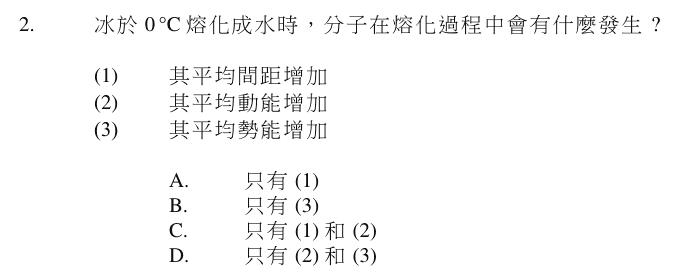 2. 冰於 0 °C 熔化成水時，分子在熔化過程中會有什麼發生？
(1) 其平均間距增加
(2) 其平均動能增加
(3) 其平均勢能增加
A. 只有 (1)
B. 只有 (3)
C. 只有 (1) 和 (2)
D. 只有 (2) 和 (3)